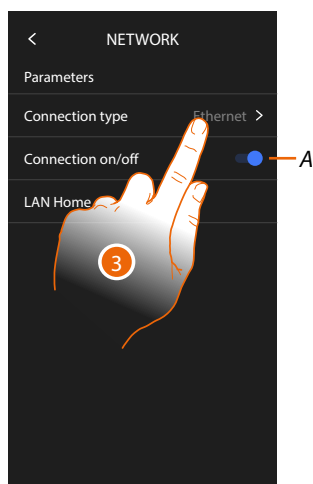 < NETWORK
Parameters
Connection type Ethernet >
Connection on/off A
LAN Home
3